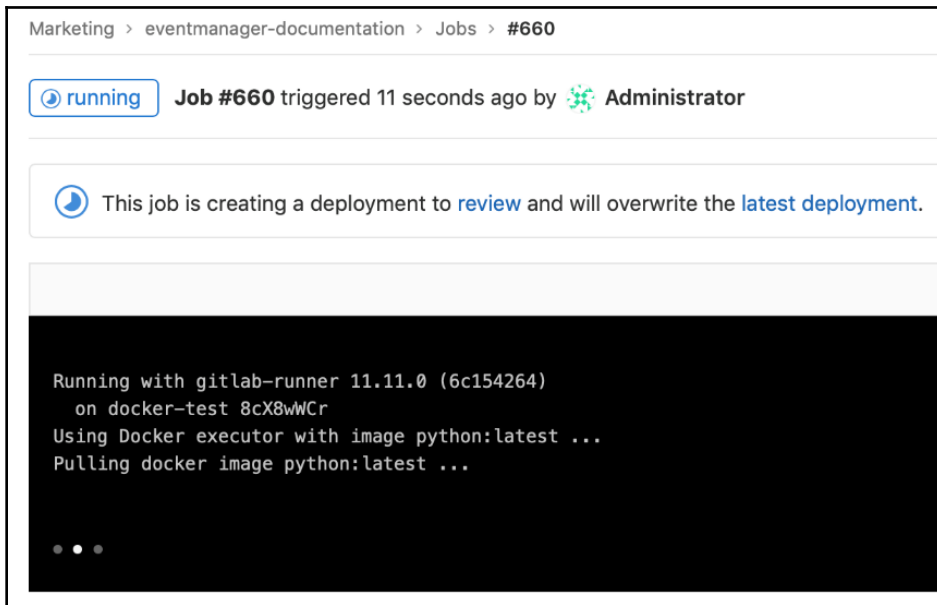 Marketing > eventmanager-documentation > Jobs > #660
running Job #660 triggered 11 seconds ago by Administrator
This job is creating a deployment to review and will overwrite the latest deployment.
Running with gitlab-runner 11.11.0 (6c154264)
on docker-test 8cX8wWCr
Using Docker executor with image python:latest ...
Pulling docker image python:latest ...